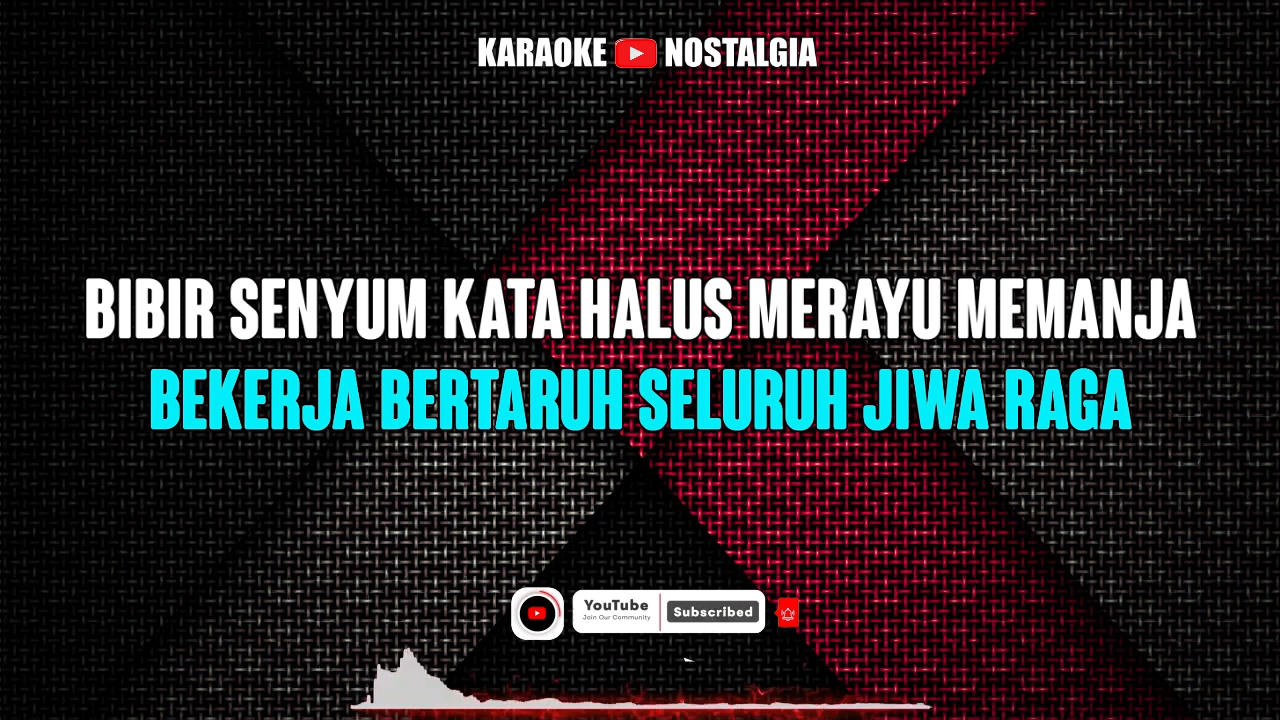 KARAOKE NOSTALGIA
BIBIR SENYUM KATA HALUS MERAYU MEMANJA
BEKERJA BERTARUH SELURUH JIWA RAGA
YouTube
Join Our Community
Subscribed